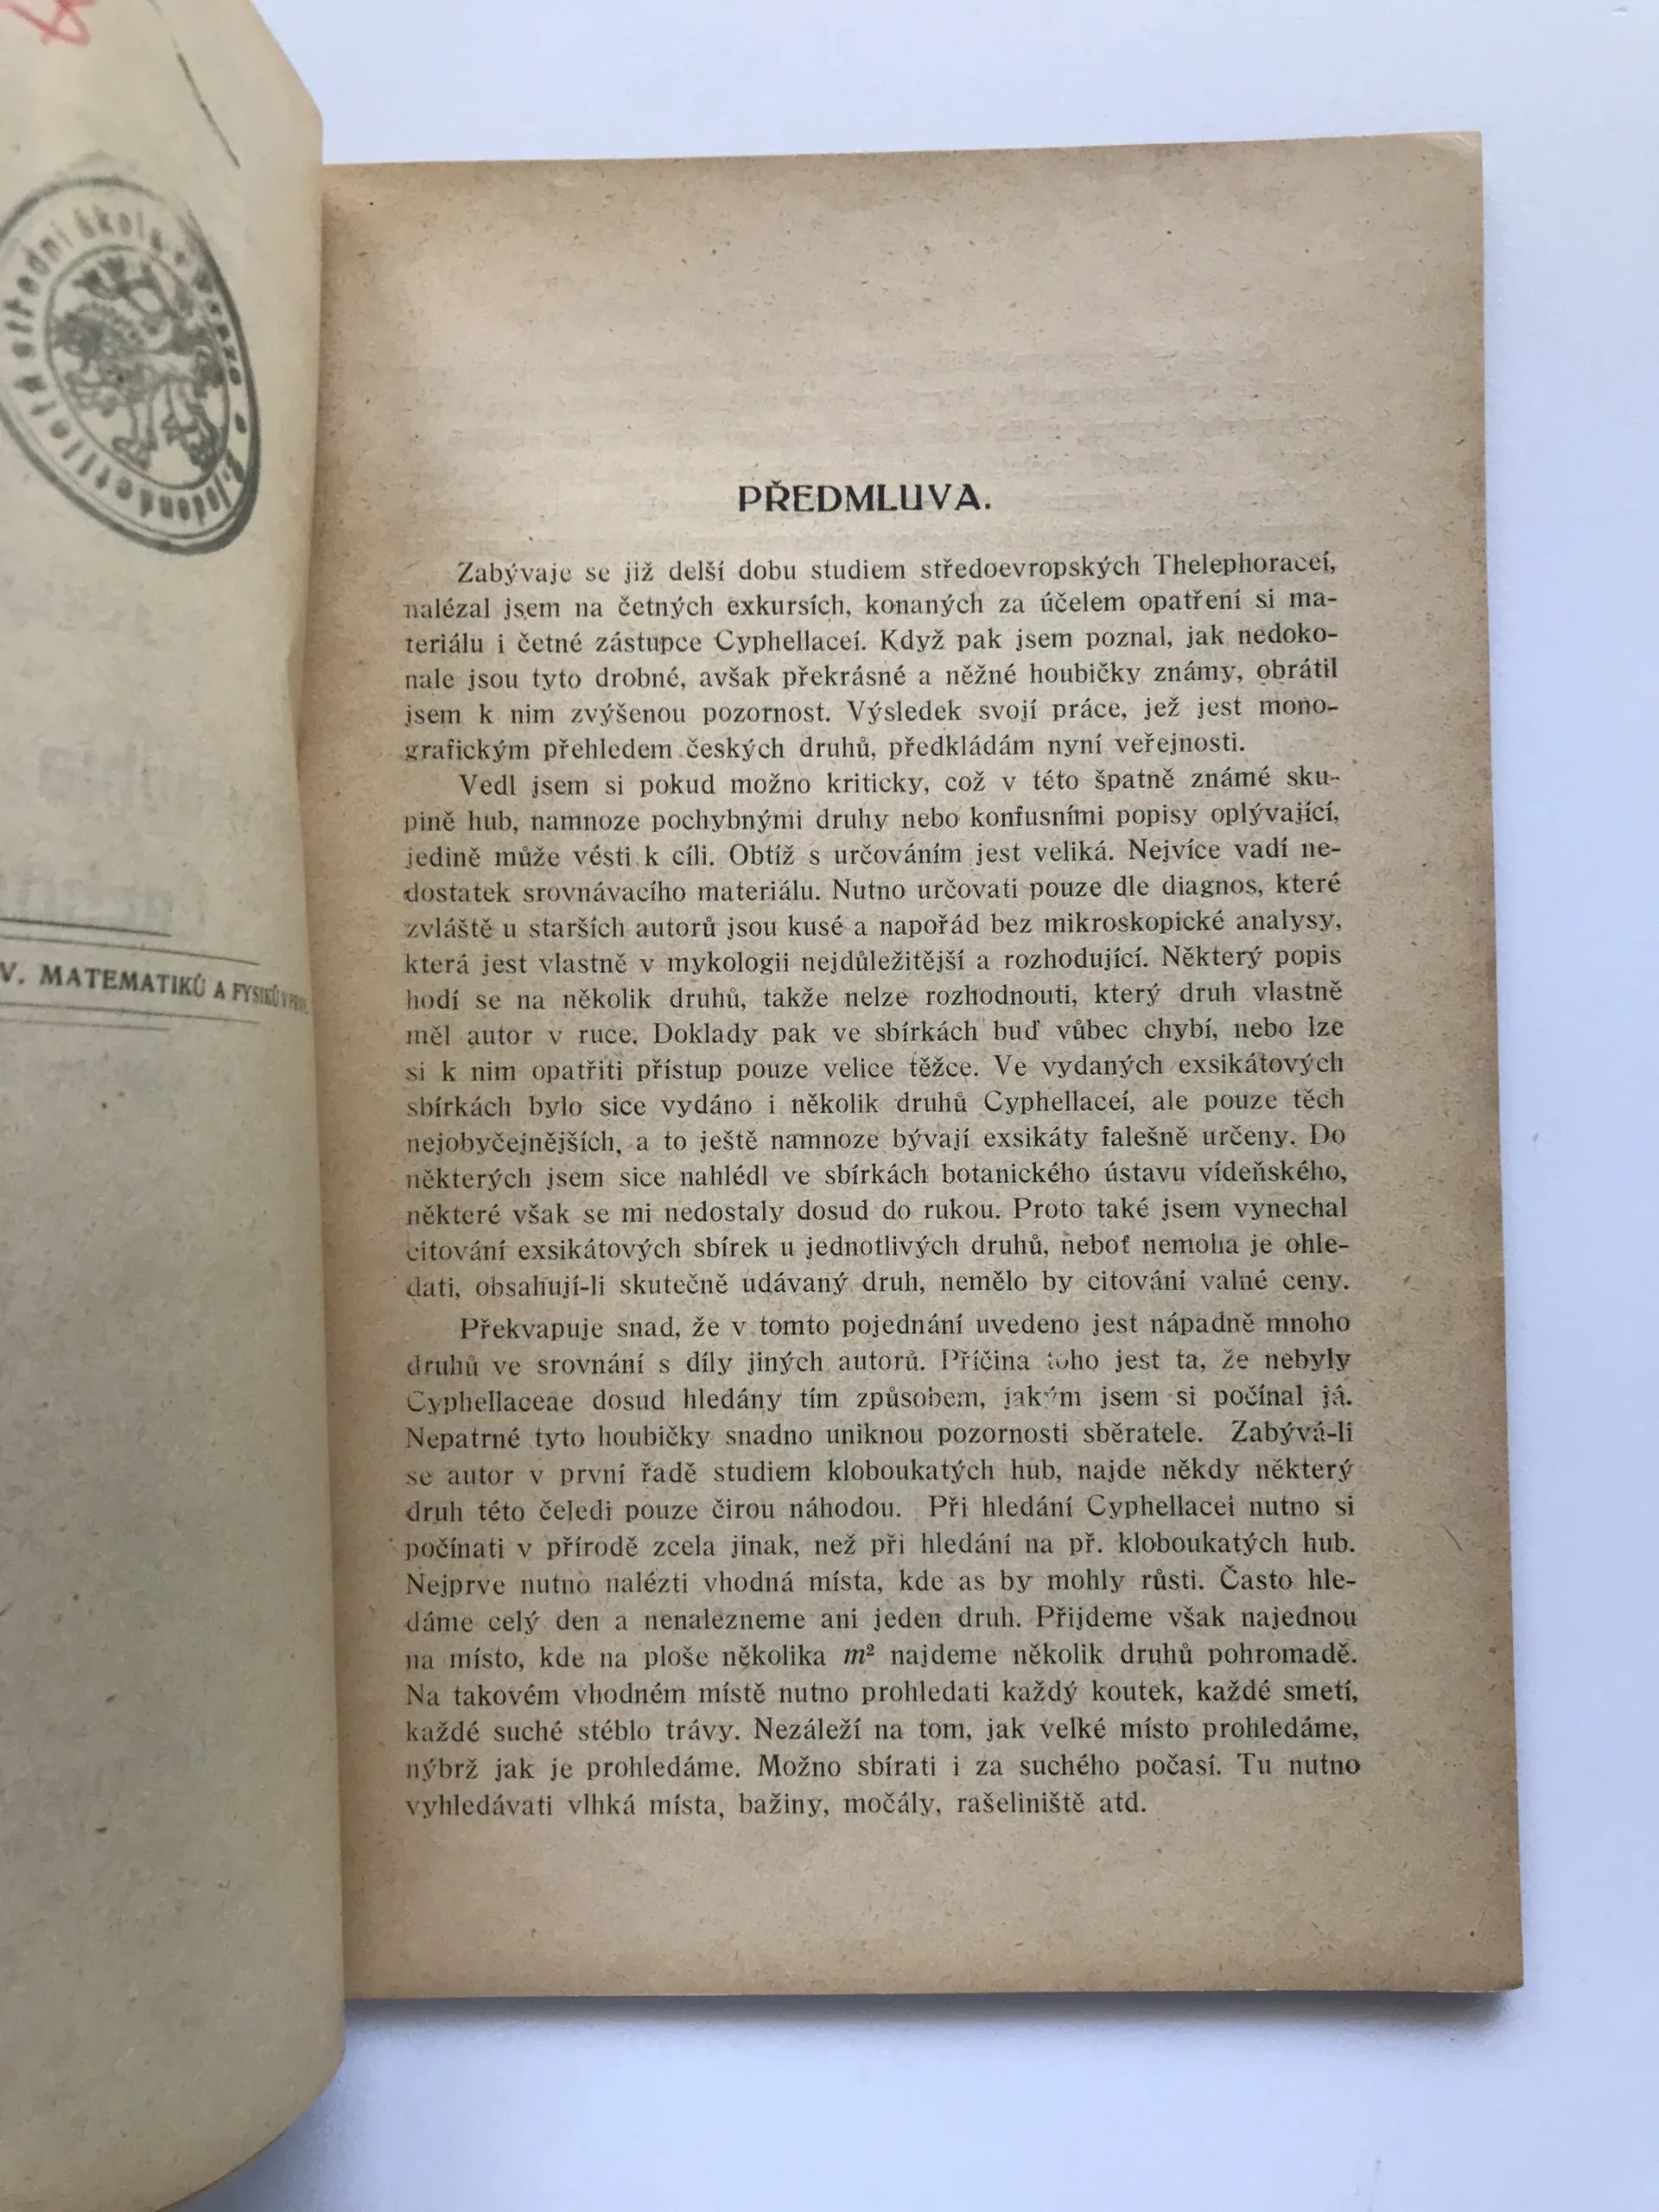 střední škola
Jedenáctiletá
V. MATEMATIKŮ A FYSIKŮ V
PŘEDMLUVA.
Zabývaje se již delší dobu studiem středoevropských Thelephoraceí,
nalézal jsem na četných exkursích, konaných za účelem opatření si ma-
teriálu i četné zástupce Cyphellaceí. Když pak jsem poznal, jak nedoko-
nale jsou tyto drobné, avšak překrásné a něžné houbičky známy, obrátil
jsem k nim zvýšenou pozornost. Výsledek svojí práce, jež jest mono-
grafickým přehledem českých druhů, předkládám nyní veřejnosti.
Vedl jsem si pokud možno kriticky, což v této špatně známé sku-
pině hub, namnoze pochybnými druhy nebo konfusními popisy oplývající,
jedině může vésti k cíli. Obtíž s určováním jest veliká. Nejvíce vadí ne-
dostatek srovnávacího materiálu. Nutno určovati pouze dle diagnos, které
zvláště u starších autorů jsou kusé a napořád bez mikroskopické analysy,
která jest vlastně v mykologii nejdůležitější a rozhodující. Některý popis
hodí se na několik druhů, takže nelze rozhodnouti, který druh vlastně
měl autor v ruce. Doklady pak ve sbírkách buď vůbec chybí, nebo lze
si k nim opatřiti přístup pouze velice těžce. Ve vydaných exsikátových
sbírkách bylo sice vydáno i několik druhů Cyphellaceí, ale pouze těch
nejobyčejnějších, a to ještě namnoze bývají exsikáty falešně určeny. Do
některých jsem sice nahlédl ve sbírkách botanického ústavu vídeňského,
některé však se mi nedostaly dosud do rukou. Proto také jsem vynechal
citování exsikátových sbírek u jednotlivých druhů, neboť nemoha je ohle-
dati, obsahují-li skutečně udávaný druh, nemělo by citování valné ceny.
Překvapuje snad, že v tomto pojednání uvedeno jest nápadně mnoho
druhů ve srovnání s díly jiných autorů. Příčina toho jest ta, že nebyly
Cyphellaceae dosud hledány tím způsobem, jakým jsem si počínal já.
Nepatrné tyto houbičky snadno uniknou pozornosti sběratele. Zabývá-li
se autor v první řadě studiem kloboukatých hub, najde někdy některý
druh této čeledi pouze čirou náhodou. Při hledání Cyphellacei nutno si
počínati v přírodě zcela jinak, než při hledání na př. kloboukatých hub.
Nejprve nutno nalézti vhodná místa, kde as by mohly růsti. Často hle-
dáme celý den a nenalezneme ani jeden druh. Přijdeme však najednou
na místo, kde na ploše několika m² najdeme několik druhů pohromadě.
Na takovém vhodném místě nutno prohledati každý koutek, každé smetí,
každé suché stéblo trávy. Nezáleží na tom, jak velké místo prohledáme,
nýbrž jak je prohledáme. Možno sbírati i za suchého počasí. Tu nutno
vyhledávati vlhká místa, bažiny, močály, rašeliniště atd.